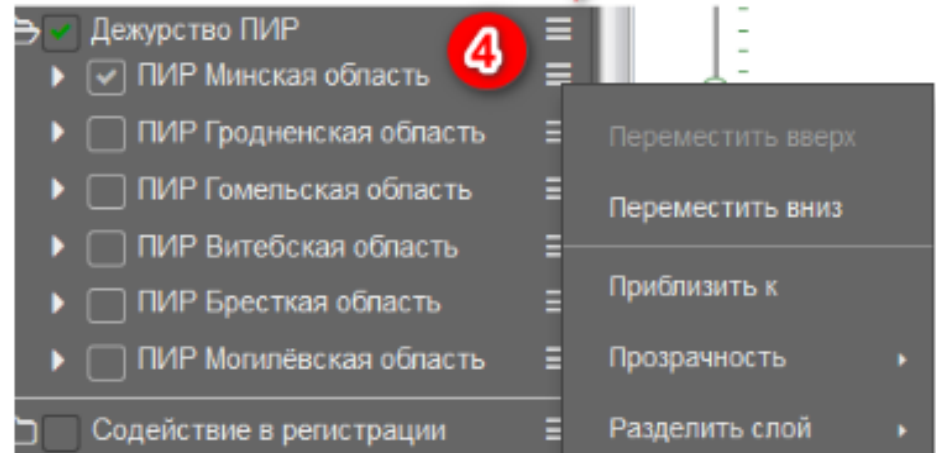 Дежурство ПИР
4
ПИР Минская область
ПИР Гродненская область
ПИР Гомельская область
ПИР Витебская область
ПИР Бресткая область
ПИР Могилёвская область
Содействие в регистрации
Переместить вверх
Переместить вниз
Приблизить к
Прозрачность
Разделить слой